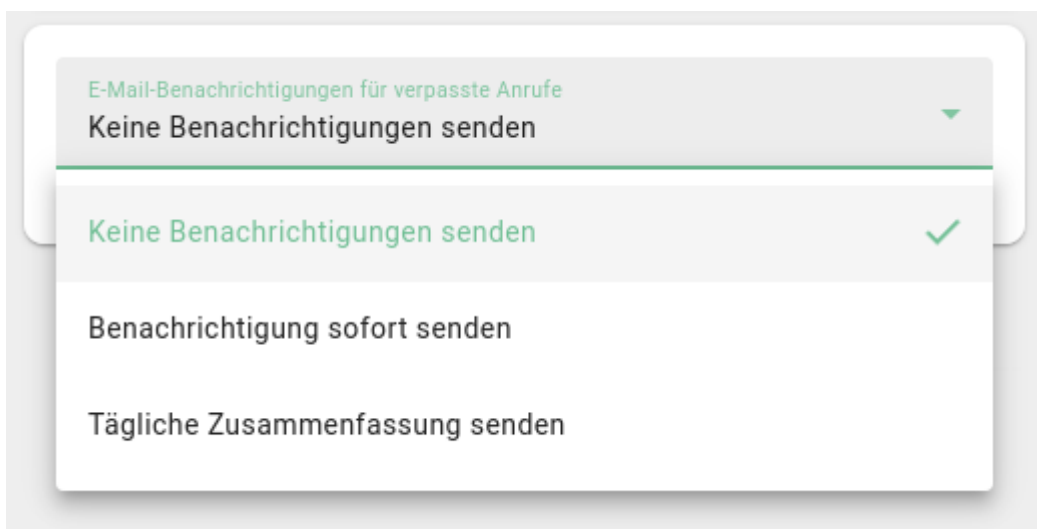 E-Mail-Benachrichtigungen für verpasste Anrufe
Keine Benachrichtigungen senden
Keine Benachrichtigungen senden
Benachrichtigung sofort senden
Tägliche Zusammenfassung senden